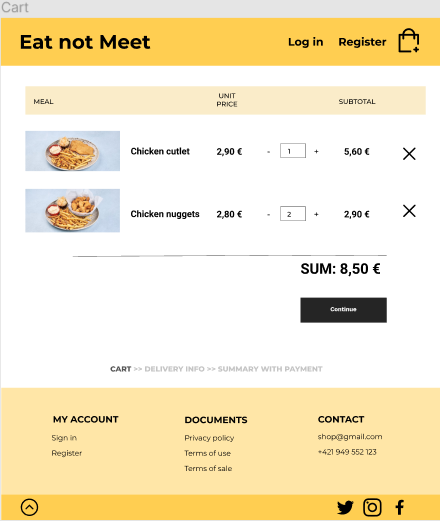 Cart
Eat not Meet
Log in
Register
MEAL
UNIT
PRICE
SUBTOTAL
Chicken cutlet
2,90 €
-
1
+
5,60 €
Chicken nuggets
2,80 €
-
2
+
2,90 €
SUM: 8,50 €
Continue
CART >> DELIVERY INFO >> SUMMARY WITH PAYMENT
MY ACCOUNT
Sign in
Register
DOCUMENTS
Privacy policy
Terms of use
Terms of sale
CONTACT
shop@gmail.com
+421 949 552 123